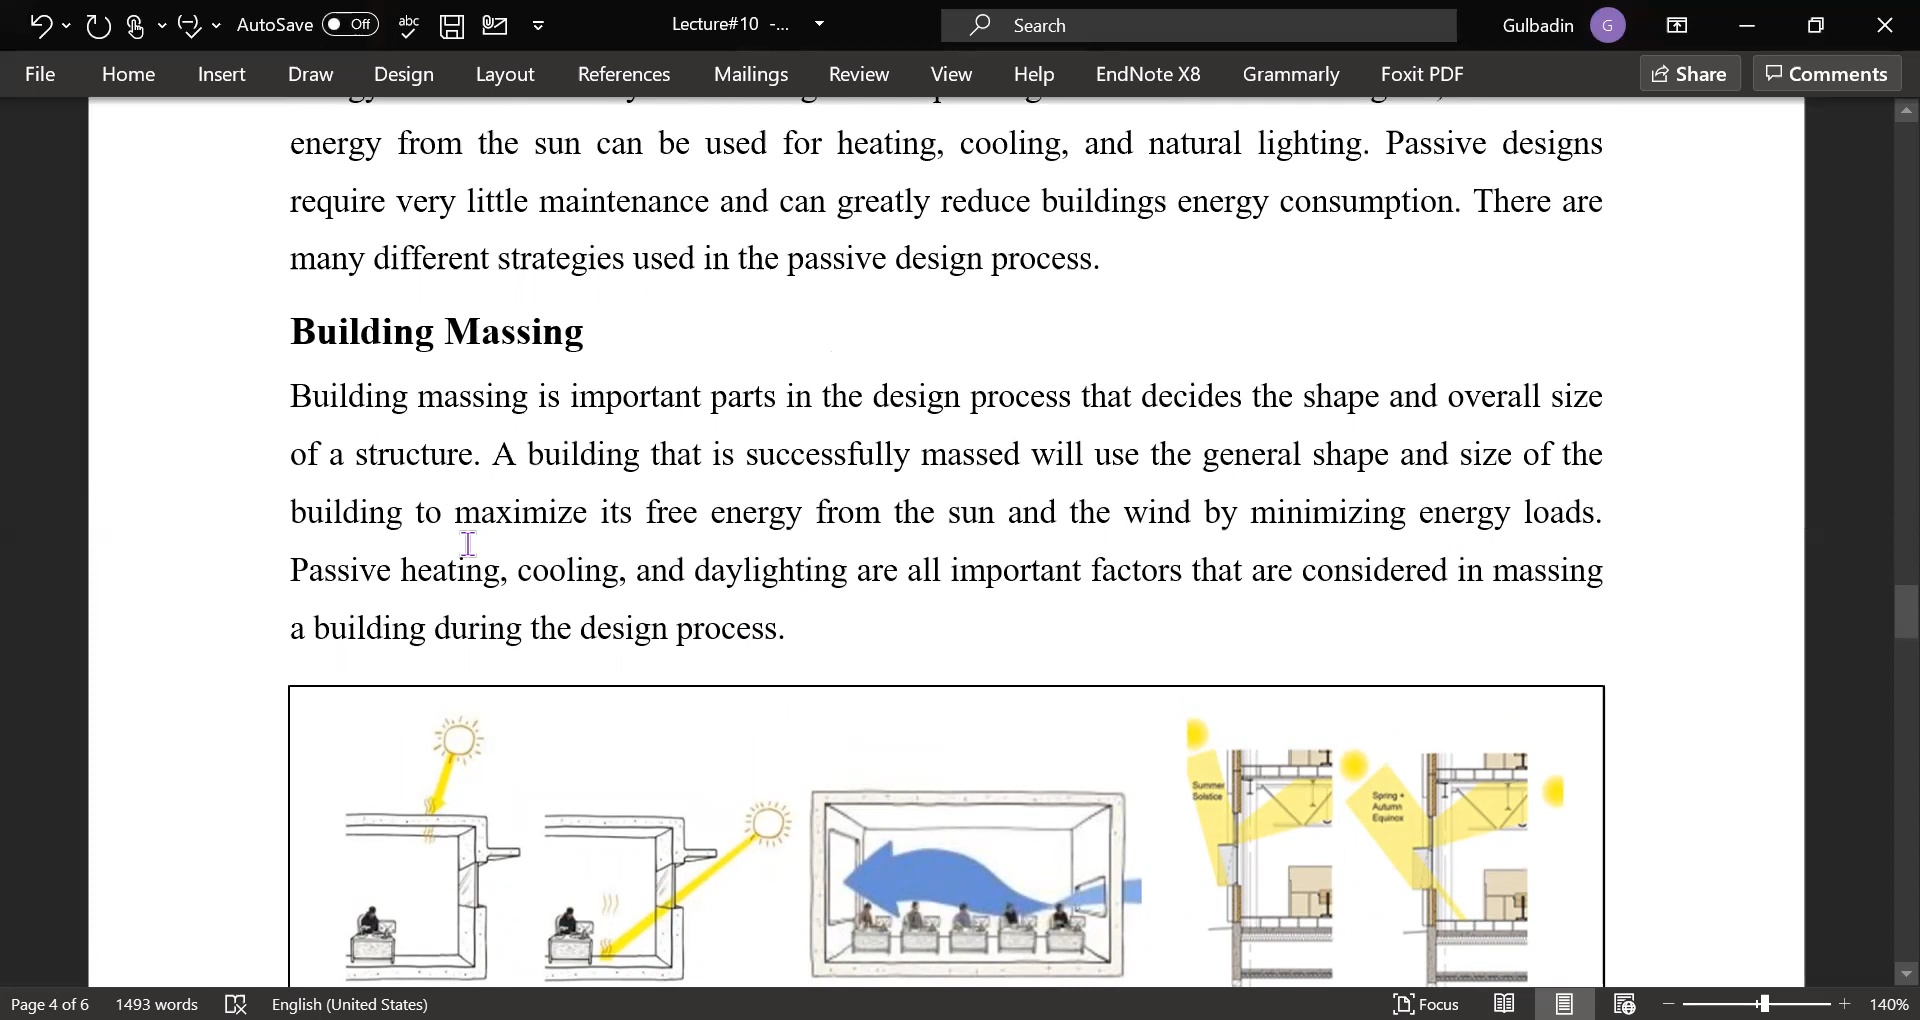 AutoSave Off abc Lecture#10 -... Search Gulbadin G
File Home Insert Draw Design Layout References Mailings Review View Help EndNote X8 Grammarly Foxit PDF Share Comments
energy from the sun can be used for heating, cooling, and natural lighting. Passive designs
require very little maintenance and can greatly reduce buildings energy consumption. There are
many different strategies used in the passive design process.
Building Massing
Building massing is important parts in the design process that decides the shape and overall size
of a structure. A building that is successfully massed will use the general shape and size of the
building to maximize its free energy from the sun and the wind by minimizing energy loads.
Passive heating, cooling, and daylighting are all important factors that are considered in massing
a building during the design process.
Summer
Solstice
Spring +
Autumn
Equinox
Page 4 of 6 1493 words English (United States) Focus 140%